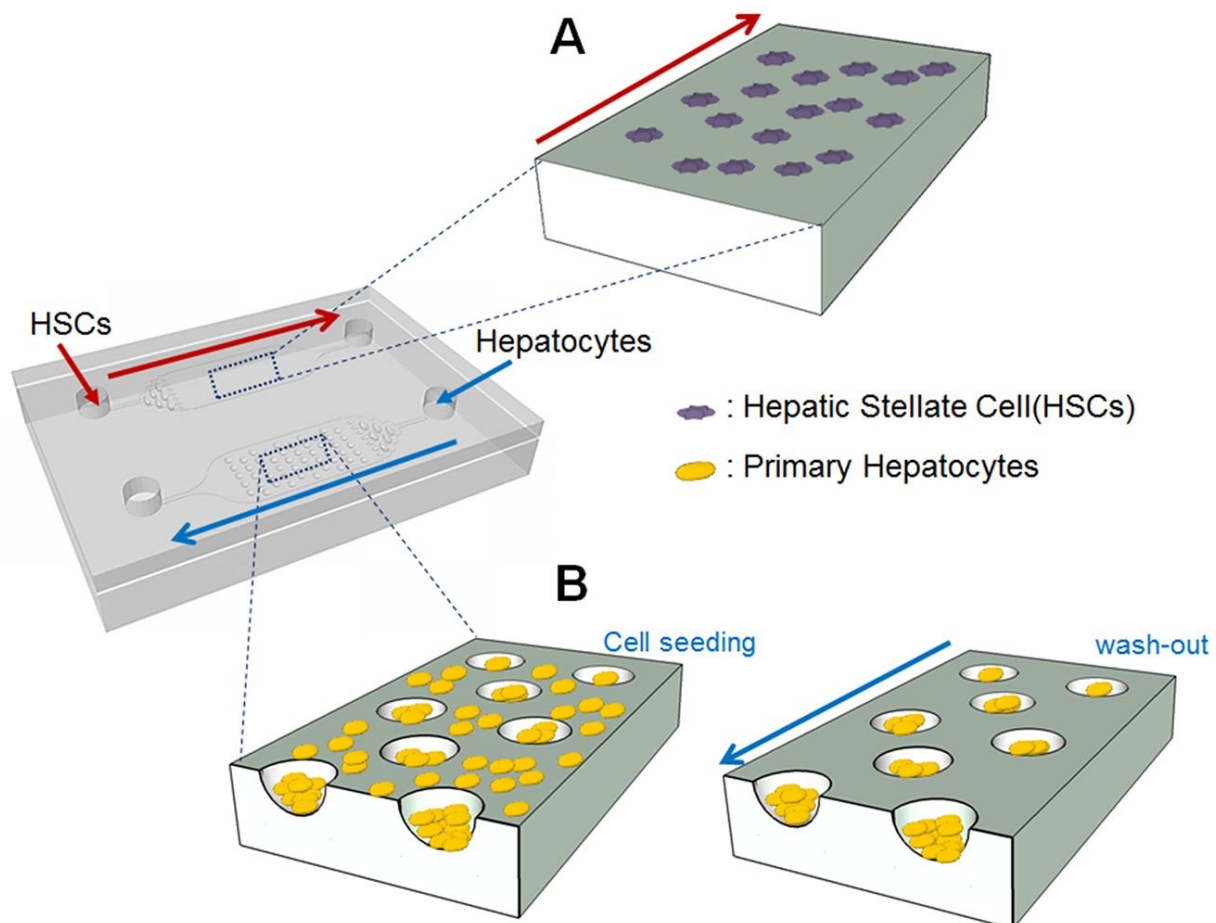 A
HSCs
Hepatocytes
: Hepatic Stellate Cell(HSCs)
: Primary Hepatocytes
B
Cell seeding
wash-out